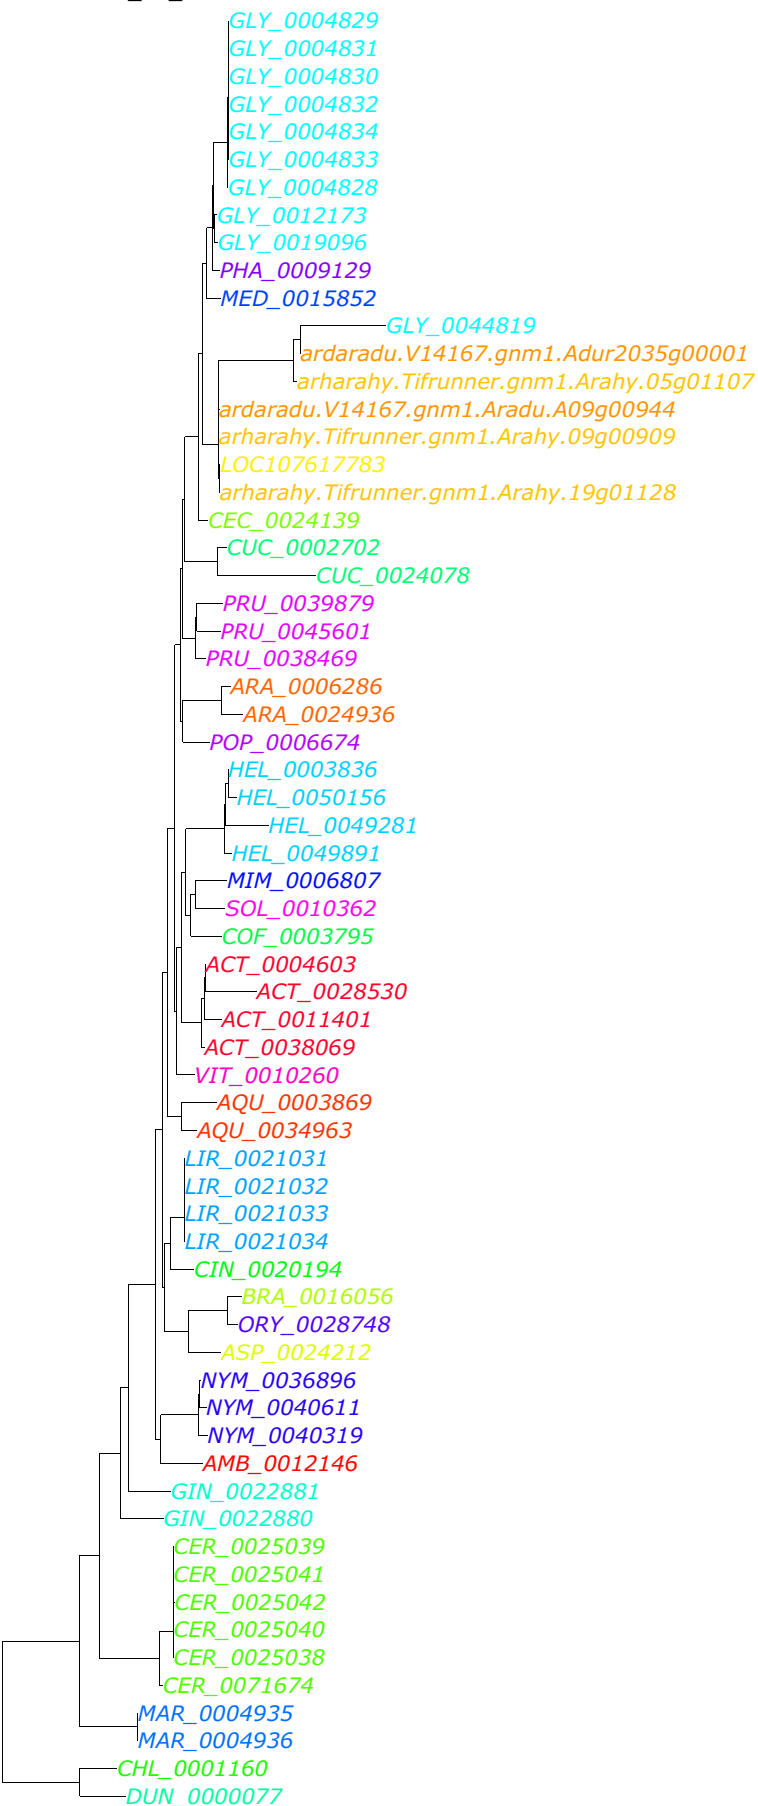 GLY_0004829
GLY_0004831
GLY_0004830
GLY_0004832
GLY_0004834
GLY_0004833
GLY_0004828
GLY_0012173
GLY_0019096
PHA_0009129
MED_0015852
GLY_0044819
ardaradu.V14167.gnm1.Adur2035g00001
arharahy.Tifrunner.gnm1.Arahy.05g01107
ardaradu.V14167.gnm1.Aradu.A09g00944
arharahy.Tifrunner.gnm1.Arahy.09g00909
LOC107617783
arharahy.Tifrunner.gnm1.Arahy.19g01128
CEC_0024139
CUC_0002702
CUC_0024078
PRU_0039879
PRU_0045601
PRU_0038469
ARA_0006286
ARA_0024936
POP_0006674
HEL_0003836
HEL_0050156
HEL_0049281
HEL_0049891
MIM_0006807
SOL_0010362
COF_0003795
ACT_0004603
ACT_0028530
ACT_0011401
ACT_0038069
VIT_0010260
AQU_0003869
AQU_0034963
LIR_0021031
LIR_0021032
LIR_0021033
LIR_0021034
CIN_0020194
BRA_0016056
ORY_0028748
ASP_0024212
NYM_0036896
NYM_0040611
NYM_0040319
AMB_0012146
GIN_0022881
GIN_0022880
CER_0025039
CER_0025041
CER_0025042
CER_0025040
CER_0025038
CER_0071674
MAR_0004935
MAR_0004936
CHL_0001160
DUN_0000077